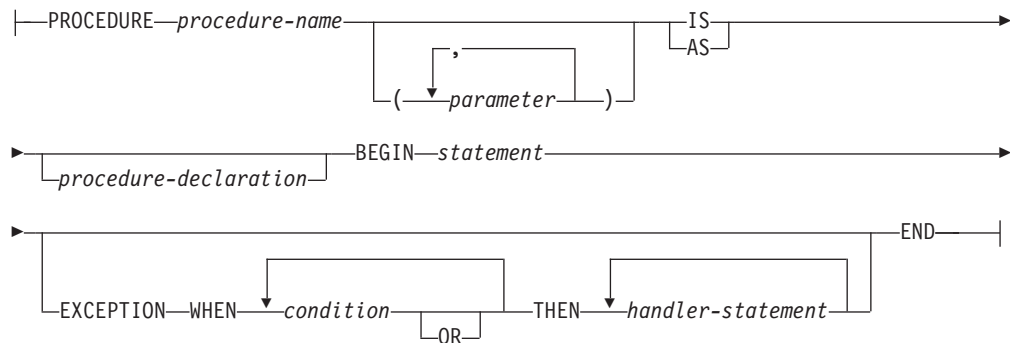 PROCEDURE procedure-name IS
AS
,
( parameter )
BEGIN statement
procedure-declaration
END
EXCEPTION WHEN condition THEN handler-statement
OR